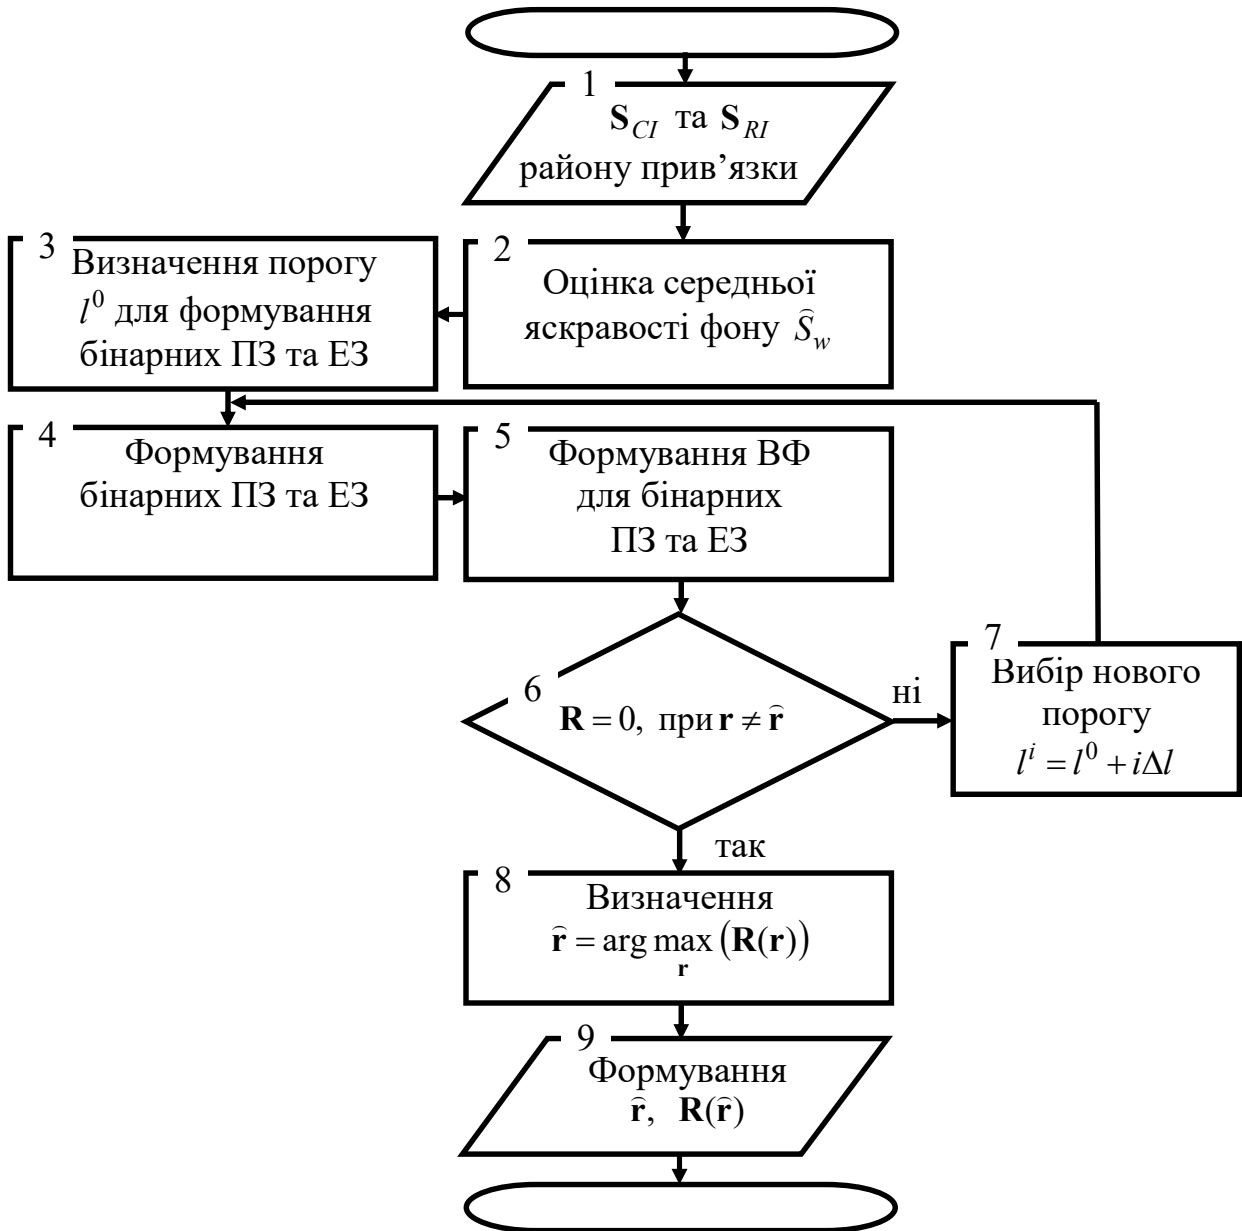 1
S_CI та S_RI
району прив’язки
2
Оцінка середньої
яскравості фону Ŝ_w
3
Визначення порогу
l^0 для формування
бінарних ПЗ та ЕЗ
4
Формування
бінарних ПЗ та ЕЗ
5
Формування ВФ
для бінарних
ПЗ та ЕЗ
6
R = 0, при r ≠ r̂
ні
7
Вибір нового
порогу
l^i = l^0 + iΔl
так
8
Визначення
r̂ = arg max (R(r))
r
9
Формування
r̂, R(r̂)